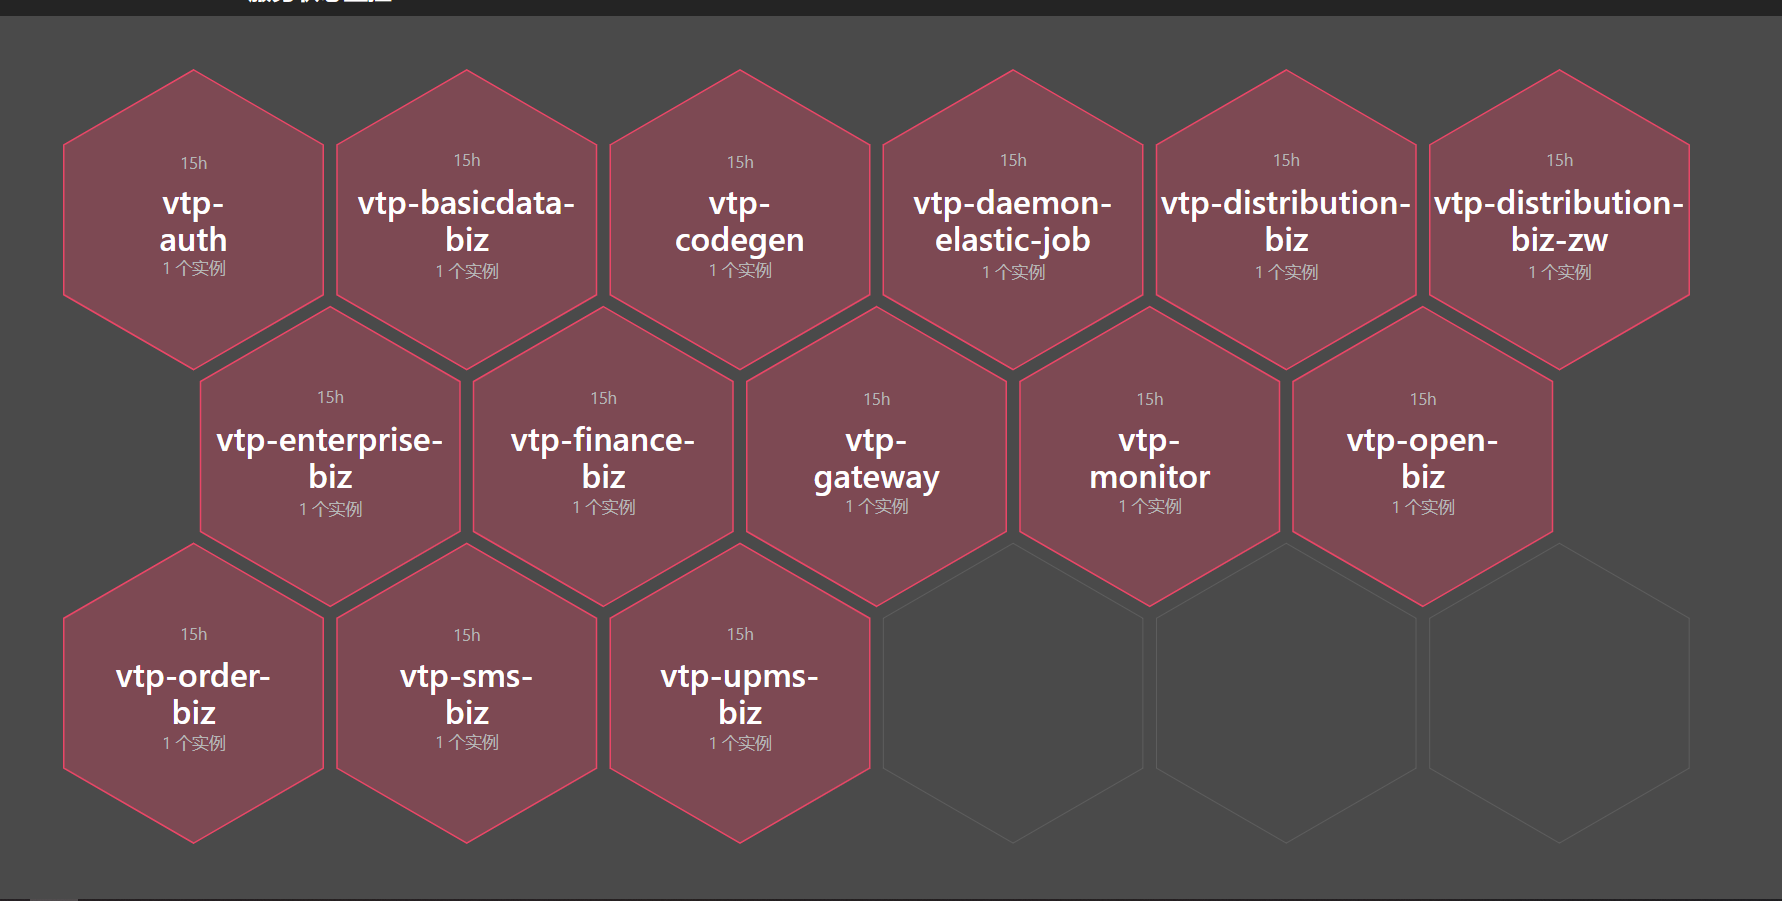 15h
vtp-
auth
1 个实例
15h
vtp-basicdata-
biz
1 个实例
15h
vtp-
codegen
1 个实例
15h
vtp-daemon-
elastic-job
1 个实例
15h
vtp-distribution-
biz
1 个实例
15h
vtp-distribution-
biz-zw
1 个实例
15h
vtp-enterprise-
biz
1 个实例
15h
vtp-finance-
biz
1 个实例
15h
vtp-
gateway
1 个实例
15h
vtp-
monitor
1 个实例
15h
vtp-open-
biz
1 个实例
15h
vtp-order-
biz
1 个实例
15h
vtp-sms-
biz
1 个实例
15h
vtp-upms-
biz
1 个实例